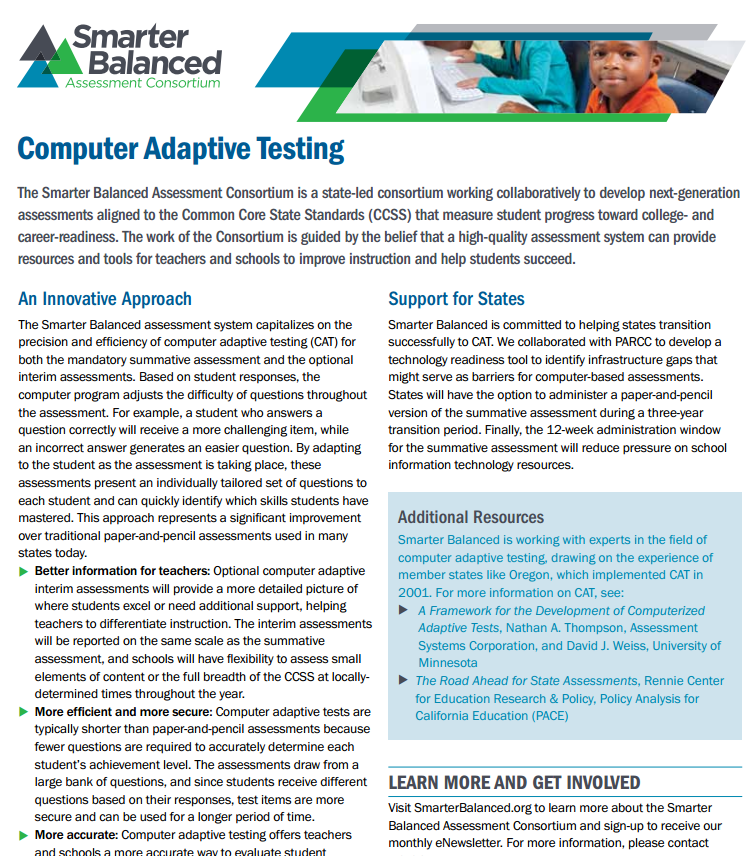 Smarter
Balanced
Assessment Consortium
Computer Adaptive Testing
The Smarter Balanced Assessment Consortium is a state-led consortium working collaboratively to develop next-generation
assessments aligned to the Common Core State Standards (CCSS) that measure student progress toward college- and
career-readiness. The work of the Consortium is guided by the belief that a high-quality assessment system can provide
resources and tools for teachers and schools to improve instruction and help students succeed.
An Innovative Approach
The Smarter Balanced assessment system capitalizes on the
precision and efficiency of computer adaptive testing (CAT) for
both the mandatory summative assessment and the optional
interim assessments. Based on student responses, the
computer program adjusts the difficulty of questions throughout
the assessment. For example, a student who answers a
question correctly will receive a more challenging item, while
an incorrect answer generates an easier question. By adapting
to the student as the assessment is taking place, these
assessments present an individually tailored set of questions to
each student and can quickly identify which skills students have
mastered. This approach represents a significant improvement
over traditional paper-and-pencil assessments used in many
states today.
▶ Better information for teachers: Optional computer adaptive
interim assessments will provide a more detailed picture of
where students excel or need additional support, helping
teachers to differentiate instruction. The interim assessments
will be reported on the same scale as the summative
assessment, and schools will have flexibility to assess small
elements of content or the full breadth of the CCSS at locally-
determined times throughout the year.
▶ More efficient and more secure: Computer adaptive tests are
typically shorter than paper-and-pencil assessments because
fewer questions are required to accurately determine each
student's achievement level. The assessments draw from a
large bank of questions, and since students receive different
questions based on their responses, test items are more
secure and can be used for a longer period of time.
▶ More accurate: Computer adaptive testing offers teachers
and schools a more accurate way to evaluate student
Support for States
Smarter Balanced is committed to helping states transition
successfully to CAT. We collaborated with PARCC to develop a
technology readiness tool to identify infrastructure gaps that
might serve as barriers for computer-based assessments.
States will have the option to administer a paper-and-pencil
version of the summative assessment during a three-year
transition period. Finally, the 12-week administration window
for the summative assessment will reduce pressure on school
information technology resources.
Additional Resources
Smarter Balanced is working with experts in the field of
computer adaptive testing, drawing on the experience of
member states like Oregon, which implemented CAT in
2001. For more information on CAT, see:
▶ A Framework for the Development of Computerized
Adaptive Tests, Nathan A. Thompson, Assessment
Systems Corporation, and David J. Weiss, University of
Minnesota
▶ The Road Ahead for State Assessments, Rennie Center
for Education Research & Policy, Policy Analysis for
California Education (PACE)
LEARN MORE AND GET INVOLVED
Visit SmarterBalanced.org to learn more about the Smarter
Balanced Assessment Consortium and sign-up to receive our
monthly eNewsletter. For more information, please contact